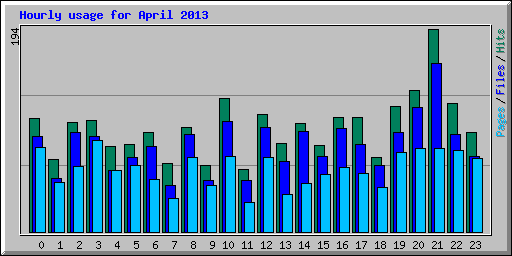 Hourly usage for April 2013
194
Pages/Files/Hits
0 1 2 3 4 5 6 7 8 9 10 11 12 13 14 15 16 17 18 19 20 21 22 23